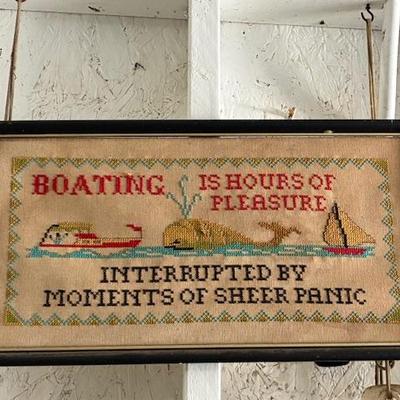 BOATING IS HOURS OF
PLEASURE
INTERRUPTED BY
MOMENTS OF SHEER PANIC